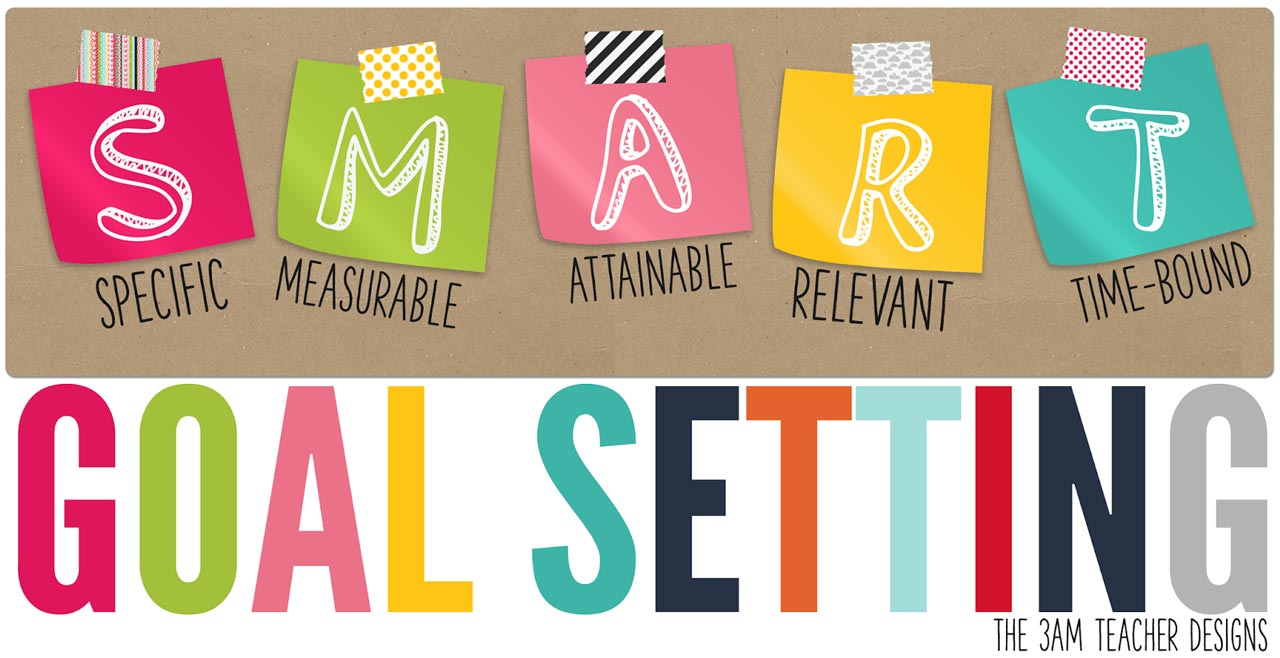 S M A R T
SPECIFIC MEASURABLE ATTAINABLE RELEVANT TIME-BOUND
GOAL SETTING
THE 3AM TEACHER DESIGNS